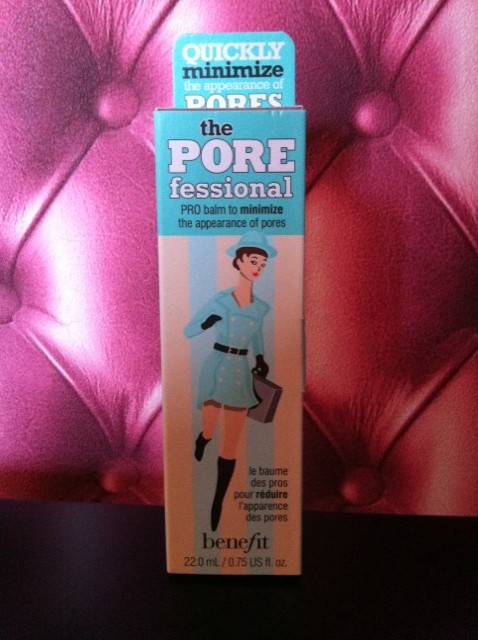 QUICKLY
minimize
the appearance of
PORES
the
PORE
fessional
PRO balm to minimize
the appearance of pores
le baume
des pros
pour réduire
l'apparence
des pores
benefit
22.0 mL / 0.75 US fl. oz.